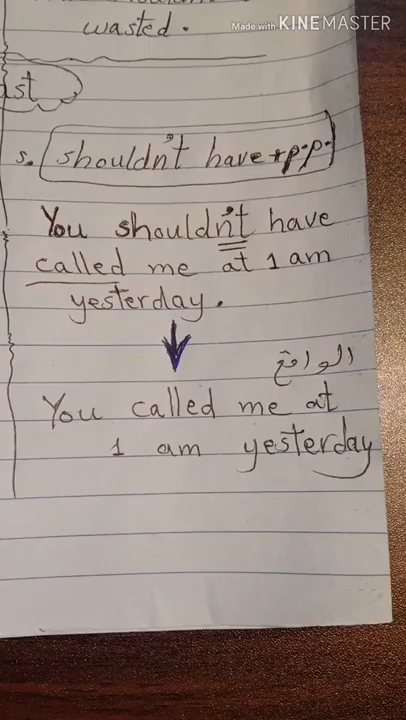 wasted.
Made with KINEMASTER
ast
s. shouldn't have + p.p.
You shouldn't have
called me at 1 am
yesterday.
الواقع
You called me at
1 am yesterday